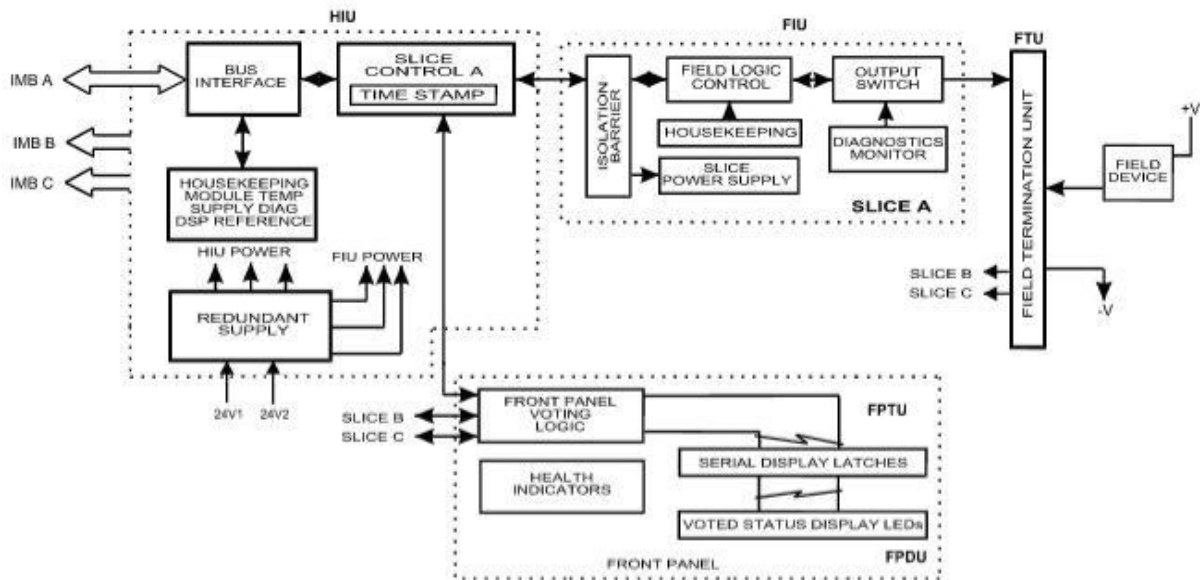 HIU
IMB A
IMB B
IMB C
BUS
INTERFACE
SLICE
CONTROL A
TIME STAMP
HOUSEKEEPING
MODULE TEMP
SUPPLY DIAG
DSP REFERENCE
HIU POWER
FIU POWER
REDUNDANT
SUPPLY
24V1
24V2
FIU
ISOLATION
BARRIER
FIELD LOGIC
CONTROL
OUTPUT
SWITCH
HOUSEKEEPING
DIAGNOSTICS
MONITOR
SLICE
POWER SUPPLY
SLICE A
FTU
FIELD TERMINATION UNIT
+V
FIELD
DEVICE
SLICE B
SLICE C
-V
SLICE B
SLICE C
FRONT PANEL
VOTING
LOGIC
FPTU
SERIAL DISPLAY LATCHES
HEALTH
INDICATORS
VOTED STATUS DISPLAY LEDs
FPDU
FRONT PANEL